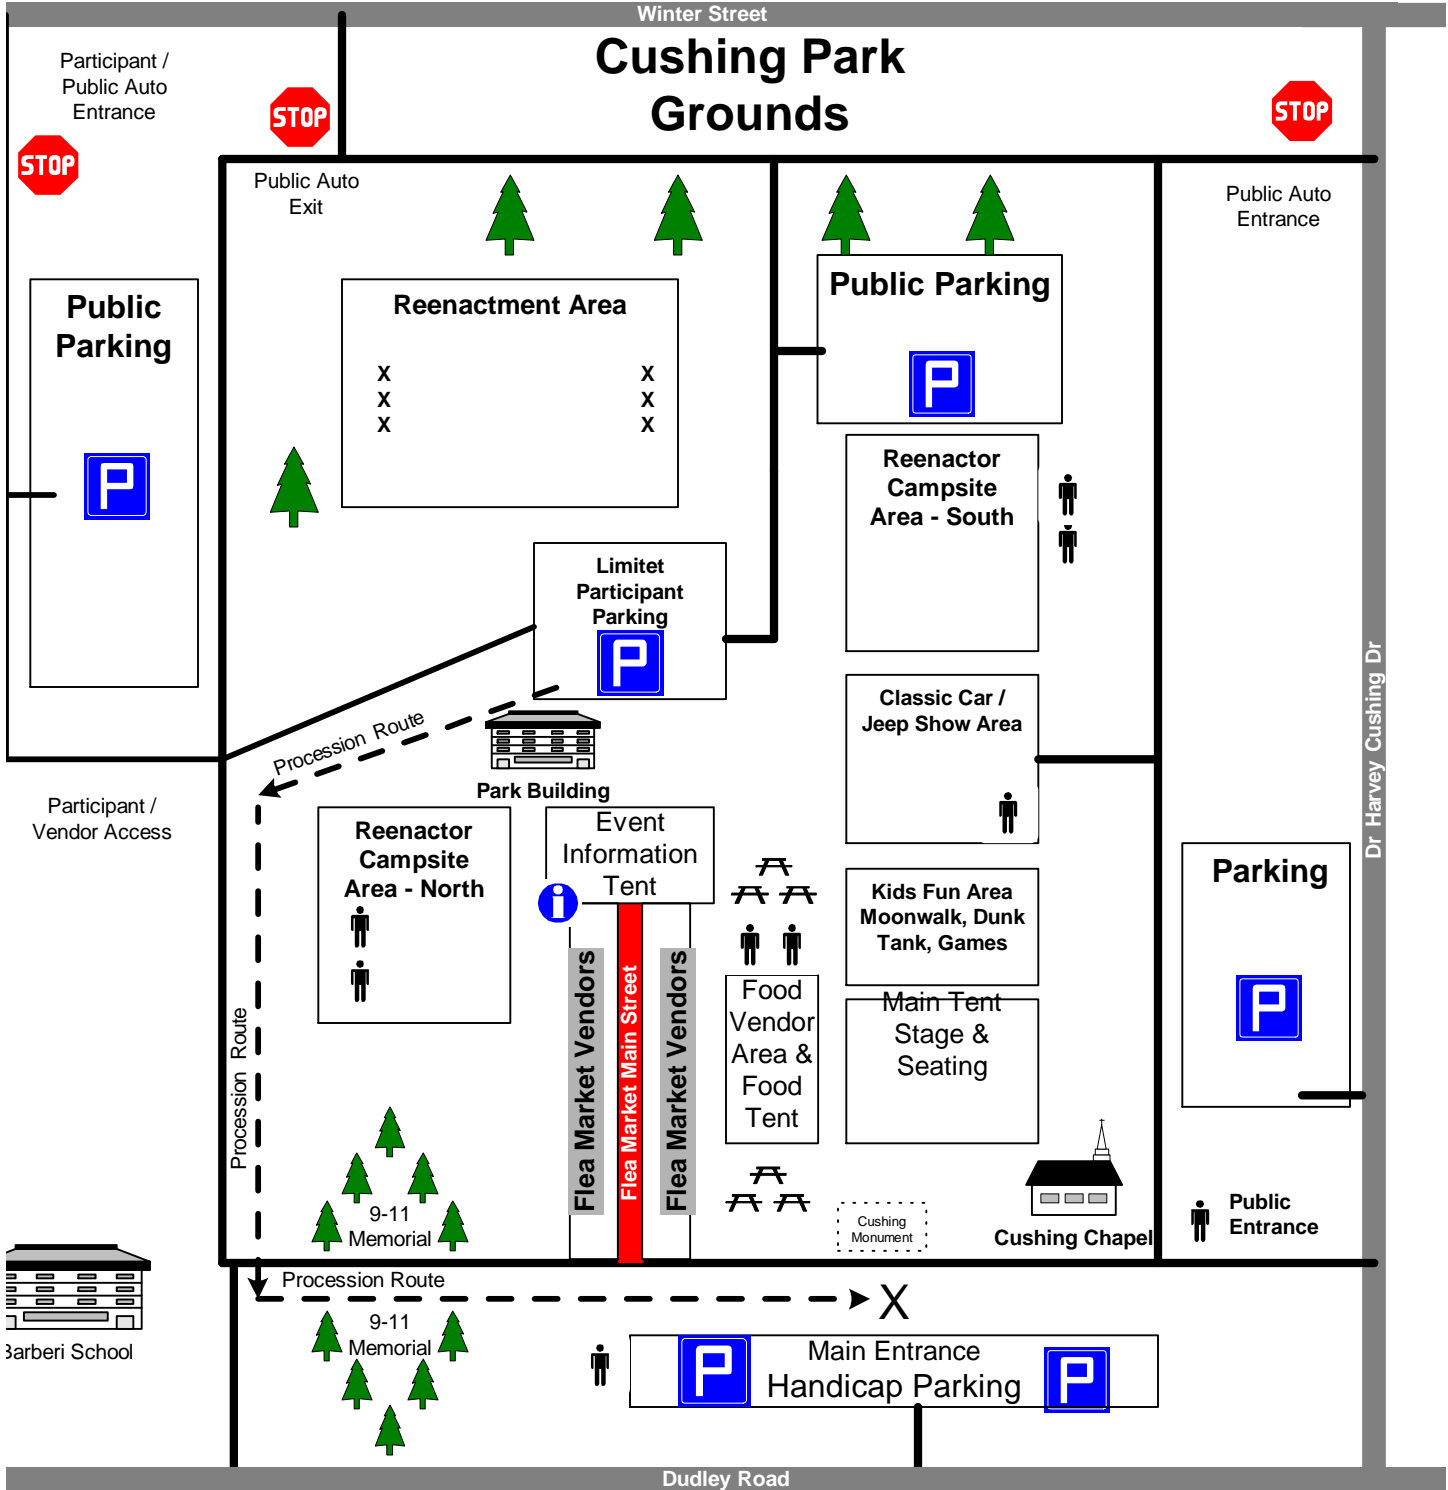 Winter Street
Cushing Park
Grounds
Participant /
Public Auto
Entrance
STOP
STOP
STOP
Public Auto
Exit
Public Auto
Entrance
Public
Parking
P
Reenactment Area
X X
X X
X X
Public Parking
P
Reenactor
Campsite
Area - South
Limitet
Participant
Parking
P
Classic Car /
Jeep Show Area
Dr Harvey Cushing Dr
Procession Route
Park Building
Participant /
Vendor Access
Reenactor
Campsite
Area - North
Event
Information
Tent
i
Kids Fun Area
Moonwalk, Dunk
Tank, Games
Parking
P
Flea Market Vendors
Flea Market Main Street
Flea Market Vendors
Food
Vendor
Area &
Food
Tent
Main Tent
Stage &
Seating
Procession Route
9-11
Memorial
Cushing
Monument
Cushing Chapel
Public
Entrance
Procession Route
X
9-11
Memorial
Barberi School
P
Main Entrance
Handicap Parking
P
Dudley Road